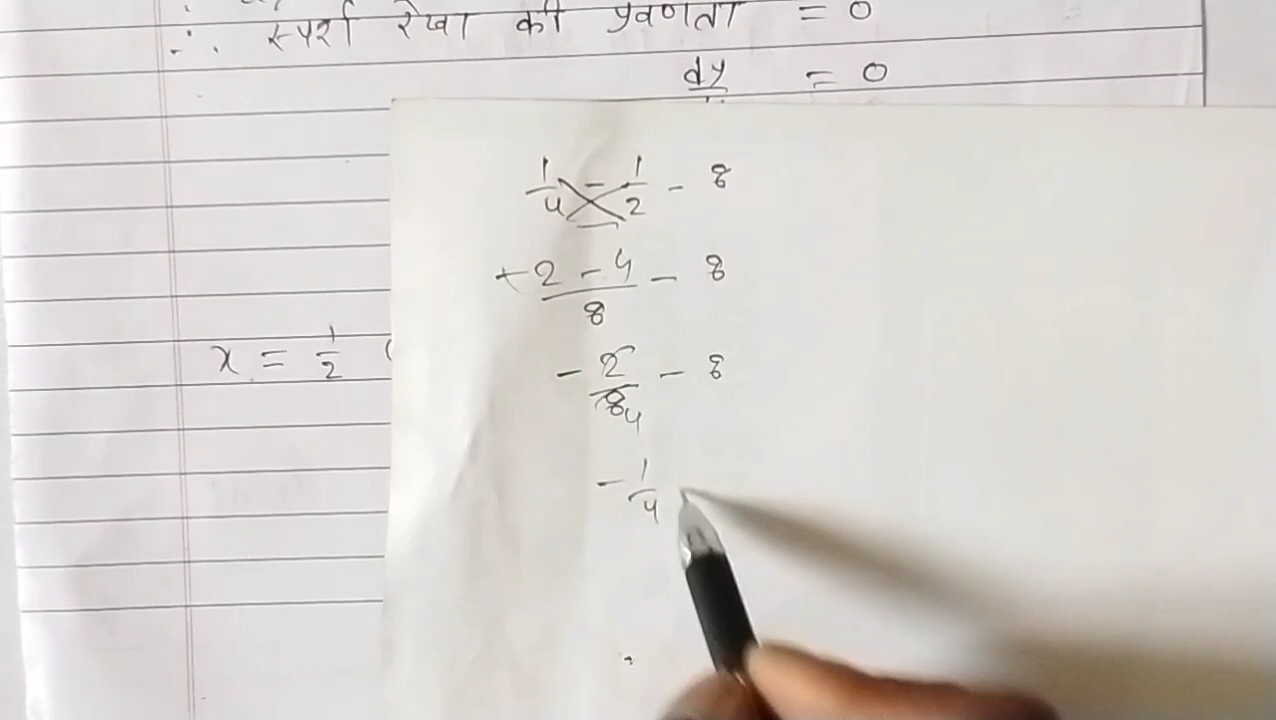 ∴ स्पर्श रेखा की प्रवणता = 0
dy = 0
1/4 - 1/2 - 8
+ 2 - 4/8 - 8
- 2/8 4 - 8
x = 1/2 (
- 1/4